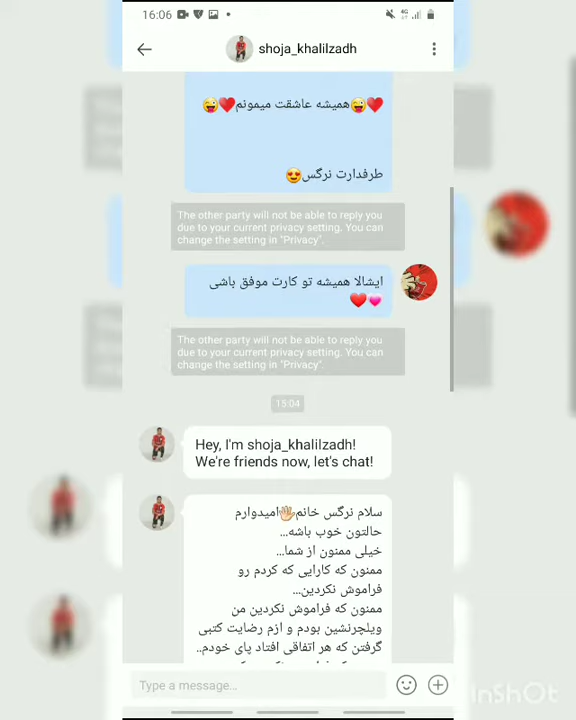 16:06
4G
shoja_khalilzadh
❤️😜همیشه عاشقت میمونم❤️😜
طرفدارت نرگس😍
The other party will not be able to reply you
due to your current privacy setting. You can
change the setting in "Privacy".
ایشالا همیشه تو کارت موفق باشی
❤️💕
The other party will not be able to reply you
due to your current privacy setting. You can
change the setting in "Privacy".
15:04
Hey, I'm shoja_khalilzadh!
We're friends now, let's chat!
سلام نرگس خانم👋🏻امیدوارم
حالتون خوب باشه...
خیلی ممنون از شما...
ممنون که کارایی که کردم رو
فراموش نکردین...
ممنون که فراموش نکردین من
ویلچرنشین بودم و ازم رضایت کتبی
گرفتن که هر اتفاقی افتاد پای خودم..
Type a message...
InShOt